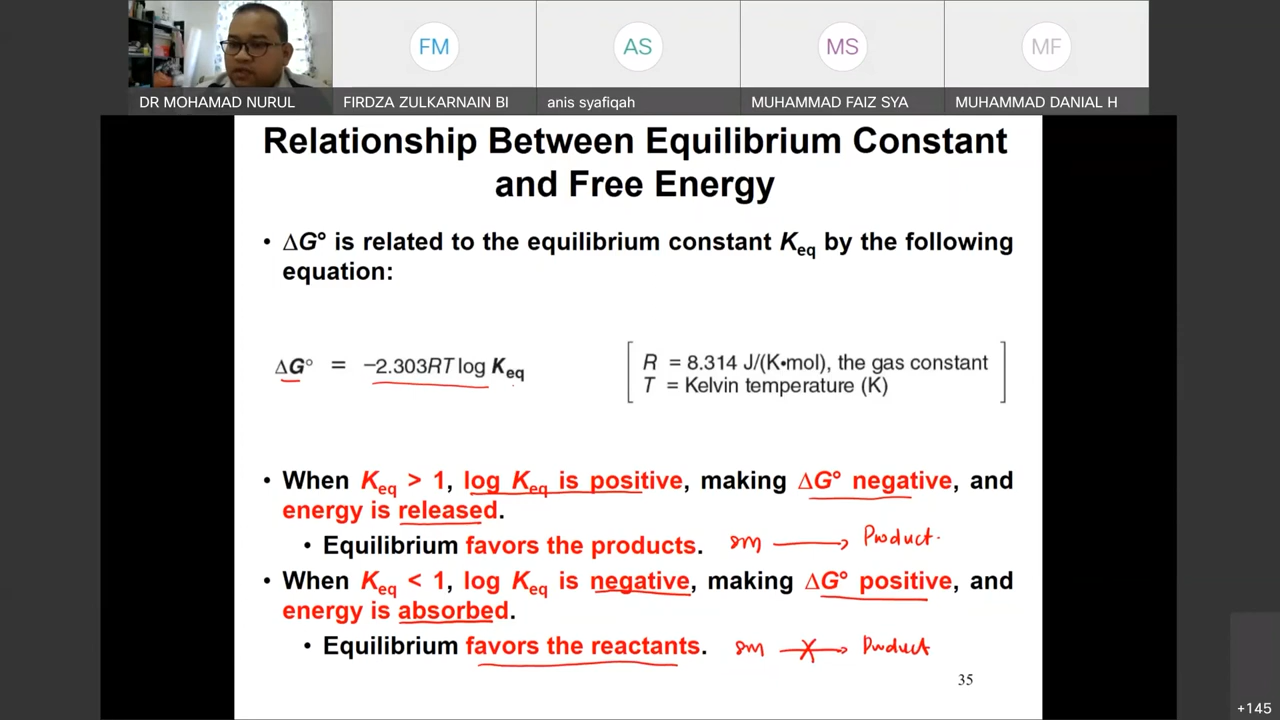 FM
AS
MS
MF
DR MOHAMAD NURUL
FIRDZA ZULKARNAIN BI
anis syafiqah
MUHAMMAD FAIZ SYA
MUHAMMAD DANIAL H
Relationship Between Equilibrium Constant
and Free Energy
• ΔG° is related to the equilibrium constant Keq by the following
equation:
ΔG° = −2.303RT log Keq
R = 8.314 J/(K•mol), the gas constant
T = Kelvin temperature (K)
• When Keq > 1, log Keq is positive, making ΔG° negative, and
energy is released.
• Equilibrium favors the products. sm → Product.
• When Keq < 1, log Keq is negative, making ΔG° positive, and
energy is absorbed.
• Equilibrium favors the reactants. sm → Product
35
+145